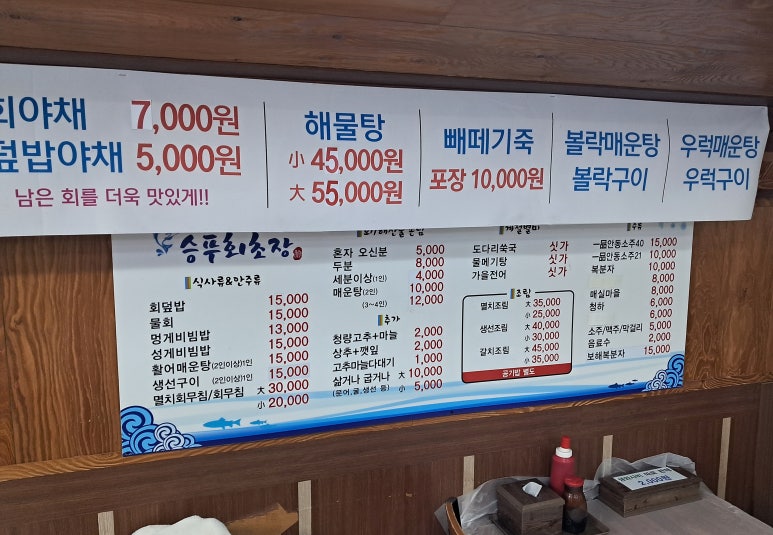 회야채 7,000원
덮밥야채 5,000원
남은 회를 더욱 맛있게!!
해물탕
小 45,000원
大 55,000원
빼떼기죽
포장 10,000원
볼락매운탕
볼락구이
우럭매운탕
우럭구이
승푸회초장
식사류&안주류
회덮밥 15,000
물회 15,000
멍게비빔밥 13,000
성게비빔밥 15,000
활어매운탕(2인이상)1인 15,000
생선구이 (2인이상)1인 15,000
멸치회무침/회무침 大 30,000
小 20,000
혼자 오신분 5,000
두분 8,000
세분이상(1인) 4,000
매운탕(2인) 10,000
(3~4인) 12,000
추가
청량고추+마늘 2,000
상추+깻잎 2,000
고추마늘다대기 1,000
삶거나 굽거나 大 10,000
(문어,굴,생선 등) 小 5,000
계절별미
도다리쑥국 싯가
물메기탕 싯가
가을전어 싯가
조림
멸치조림 大 35,000
小 25,000
생선조림 大 40,000
小 30,000
갈치조림 大 45,000
小 35,000
공기밥 별도
주류
一品안동소주40 15,000
一品안동소주21 10,000
복분자 10,000
8,000
매실마을 8,000
청하 6,000
6,000
소주/맥주/막걸리 5,000
음료수 2,000
보해복분자 15,000
2,000원